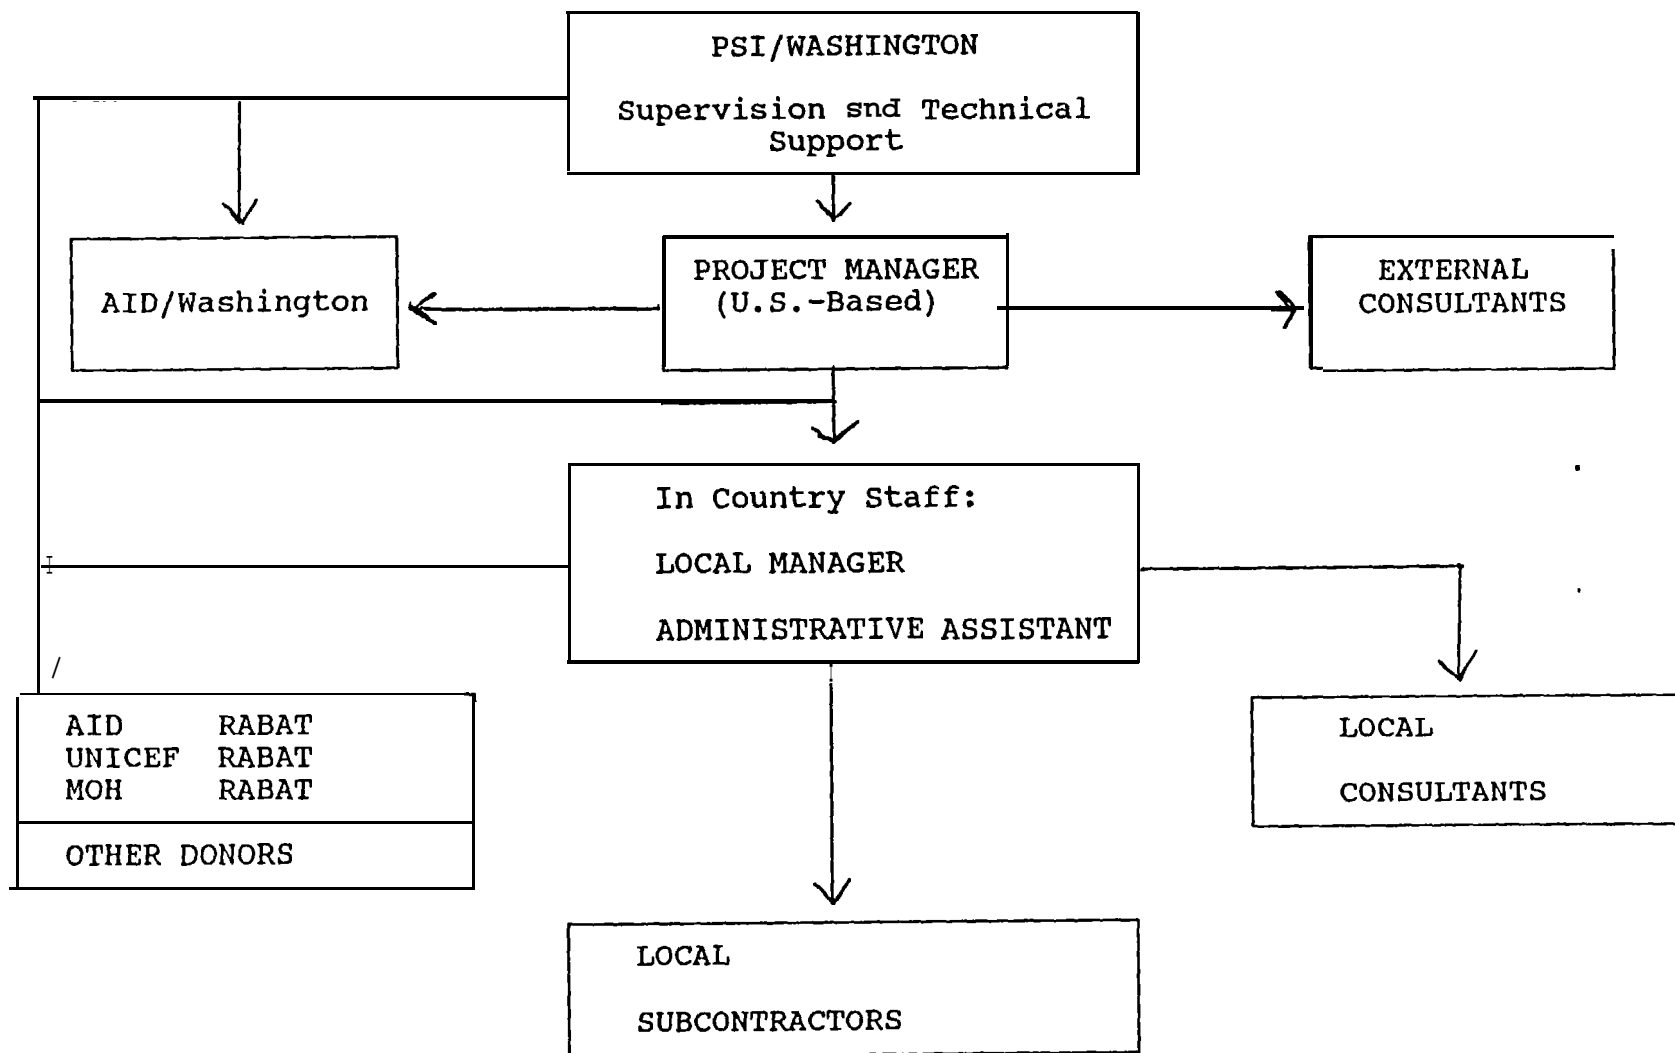 PSI/WASHINGTON
Supervision snd Technical
Support
AID/Washington
PROJECT MANAGER
(U.S.-Based)
EXTERNAL
CONSULTANTS
In Country Staff:
LOCAL MANAGER
ADMINISTRATIVE ASSISTANT
AID RABAT
UNICEF RABAT
MOH RABAT
OTHER DONORS
LOCAL
CONSULTANTS
LOCAL
SUBCONTRACTORS